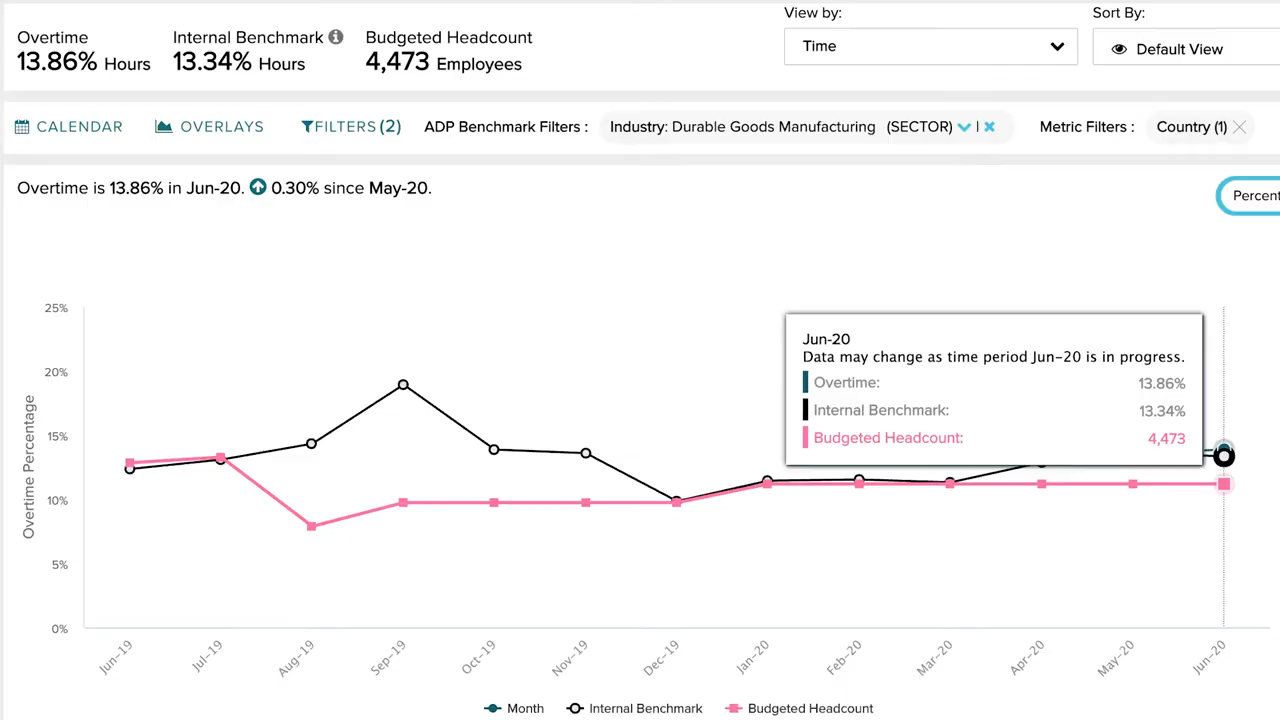 View by:
Sort By:
Overtime
13.86% Hours
Internal Benchmark
13.34% Hours
Budgeted Headcount
4,473 Employees
Time
Default View
CALENDAR
OVERLAYS
FILTERS (2)
ADP Benchmark Filters :
Industry: Durable Goods Manufacturing (SECTOR)
Metric Filters :
Country (1)
Overtime is 13.86% in Jun-20. 0.30% since May-20.
Percent
Overtime Percentage
25%
20%
15%
10%
5%
0%
Jun-20
Data may change as time period Jun-20 is in progress.
Overtime: 13.86%
Internal Benchmark: 13.34%
Budgeted Headcount: 4,473
Jun-19
Jul-19
Aug-19
Sep-19
Oct-19
Nov-19
Dec-19
Jan-20
Feb-20
Mar-20
Apr-20
May-20
Jun-20
Month
Internal Benchmark
Budgeted Headcount